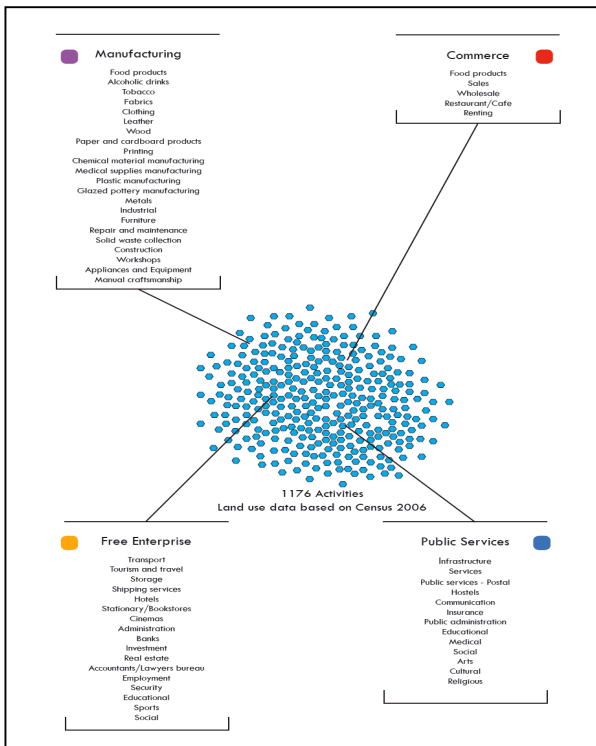 Manufacturing
Food products
Alcoholic drinks
Tobacco
Fabrics
Clothing
Leather
Wood
Paper and cardboard products
Printing
Chemical material manufacturing
Medical supplies manufacturing
Plastic manufacturing
Glazed pottery manufacturing
Metals
Industrial
Furniture
Repair and maintenance
Solid waste collection
Construction
Workshops
Appliances and Equipment
Manual craftsmanship
Commerce
Food products
Sales
Wholesale
Restaurant/Cafe
Renting
1176 Activities
Land use data based on Census 2006
Free Enterprise
Transport
Tourism and travel
Storage
Shipping services
Hotels
Stationary/Bookstores
Cinemas
Administration
Banks
Investment
Real estate
Accountants/Lawyers bureau
Employment
Security
Educational
Sports
Social
Public Services
Infrastructure
Services
Public services - Postal
Hostels
Communication
Insurance
Public administration
Educational
Medical
Social
Arts
Cultural
Religious